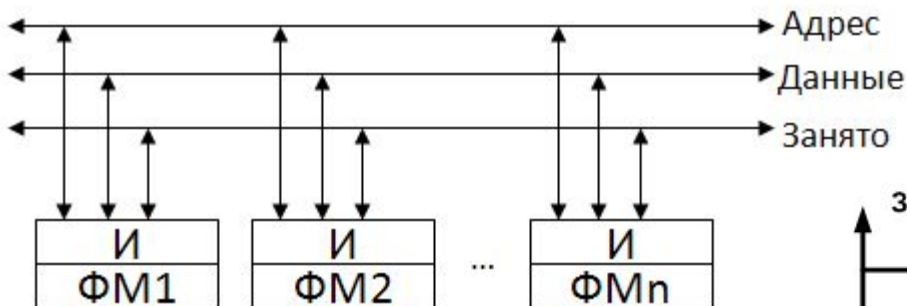 Адрес
Данные
Занято
З
И И ... И
ФМ1 ФМ2 ФМn